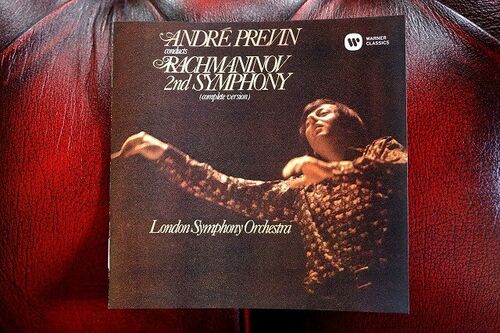 ANDRÉ PREVIN
conducts
RACHMANINOV
2nd SYMPHONY
(complete version)
WARNER
CLASSICS
London Symphony Orchestra